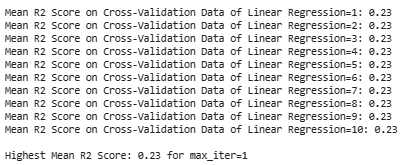 Mean R2 Score on Cross-Validation Data of Linear Regression=1: 0.23
Mean R2 Score on Cross-Validation Data of Linear Regression=2: 0.23
Mean R2 Score on Cross-Validation Data of Linear Regression=3: 0.23
Mean R2 Score on Cross-Validation Data of Linear Regression=4: 0.23
Mean R2 Score on Cross-Validation Data of Linear Regression=5: 0.23
Mean R2 Score on Cross-Validation Data of Linear Regression=6: 0.23
Mean R2 Score on Cross-Validation Data of Linear Regression=7: 0.23
Mean R2 Score on Cross-Validation Data of Linear Regression=8: 0.23
Mean R2 Score on Cross-Validation Data of Linear Regression=9: 0.23
Mean R2 Score on Cross-Validation Data of Linear Regression=10: 0.23
Highest Mean R2 Score: 0.23 for max_iter=1